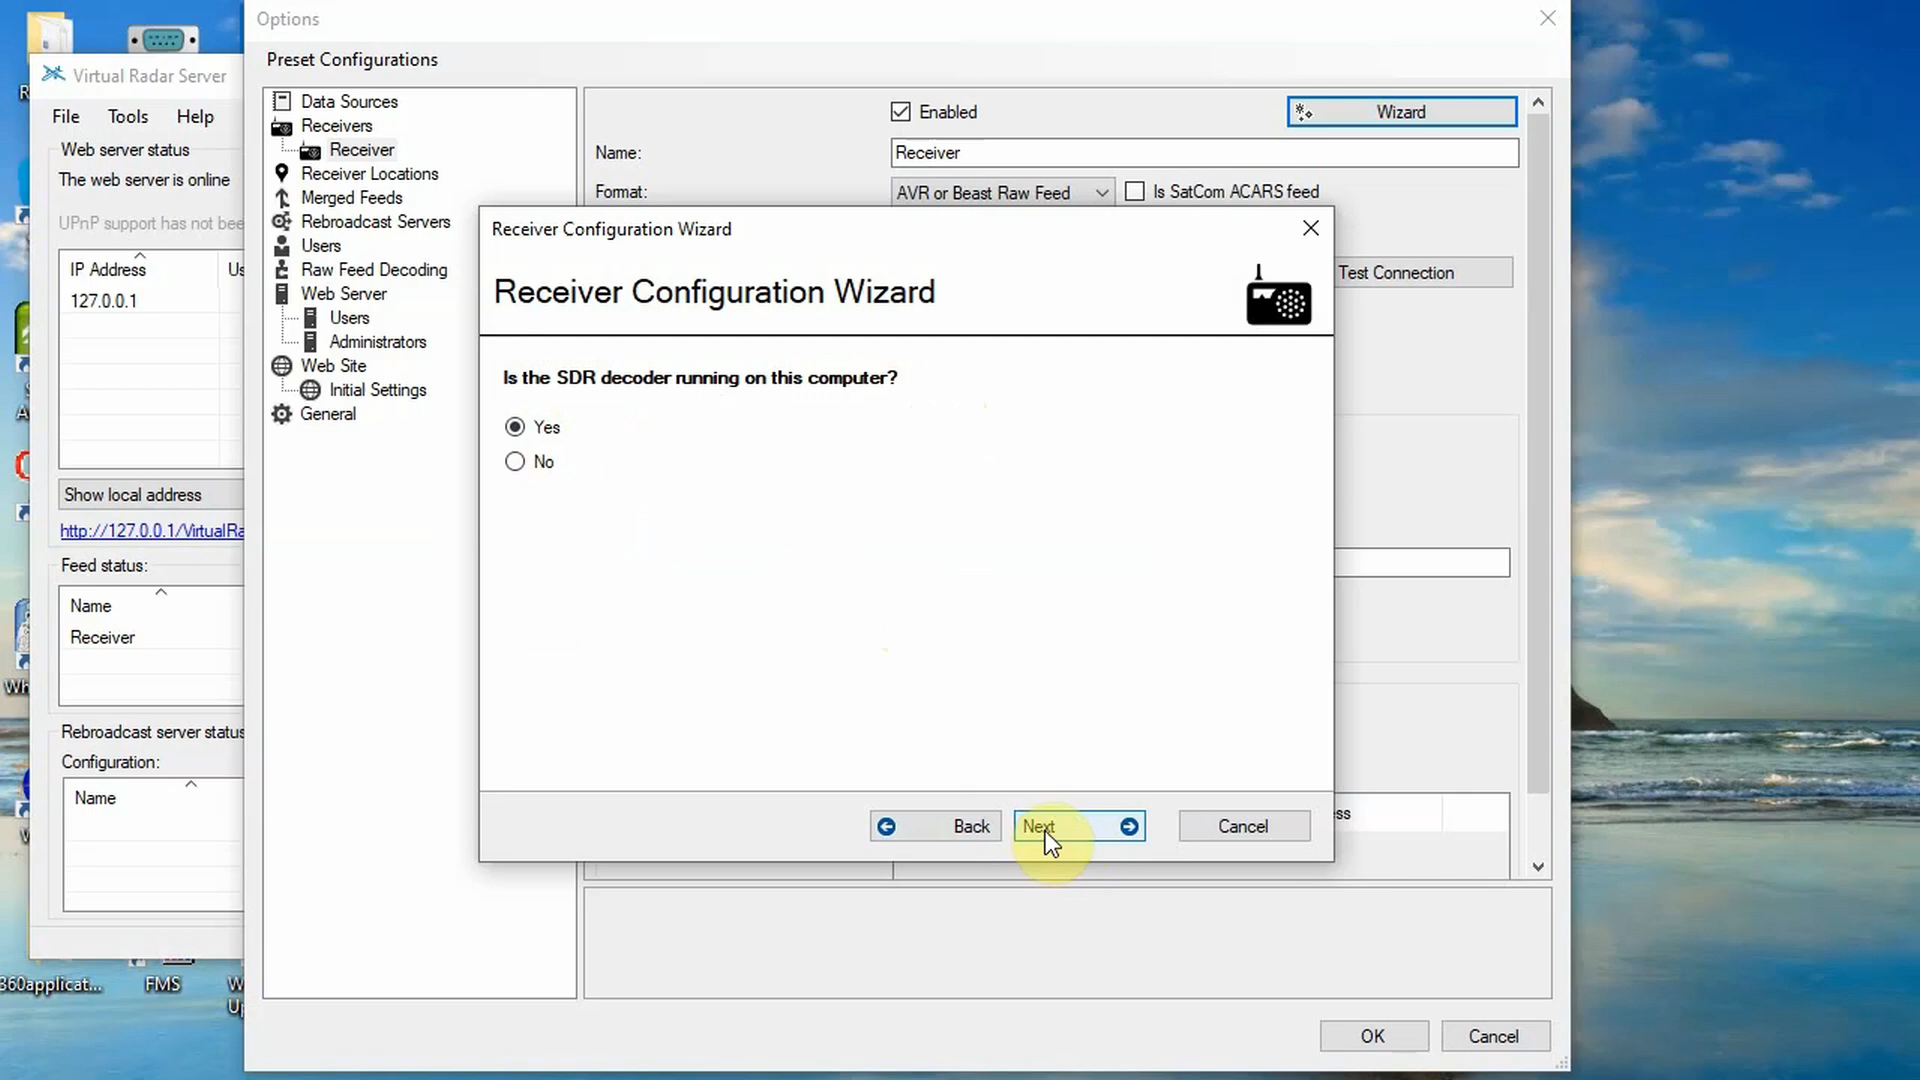 Options
Preset Configurations
Virtual Radar Server
File Tools Help
Web server status
The web server is online
UPnP support has not bee
IP Address Us
127.0.0.1
Show local address
http://127.0.0.1/VirtualRa
Feed status:
Name
Receiver
Rebroadcast server status
Configuration:
Name
360applicat...
FMS
Data Sources
Receivers
Receiver
Receiver Locations
Merged Feeds
Rebroadcast Servers
Users
Raw Feed Decoding
Web Server
Users
Administrators
Web Site
Initial Settings
General
Enabled
Wizard
Name: Receiver
Format: AVR or Beast Raw Feed Is SatCom ACARS feed
Test Connection
Receiver Configuration Wizard
Receiver Configuration Wizard
Is the SDR decoder running on this computer?
Yes
No
Back Next Cancel
ess
OK Cancel